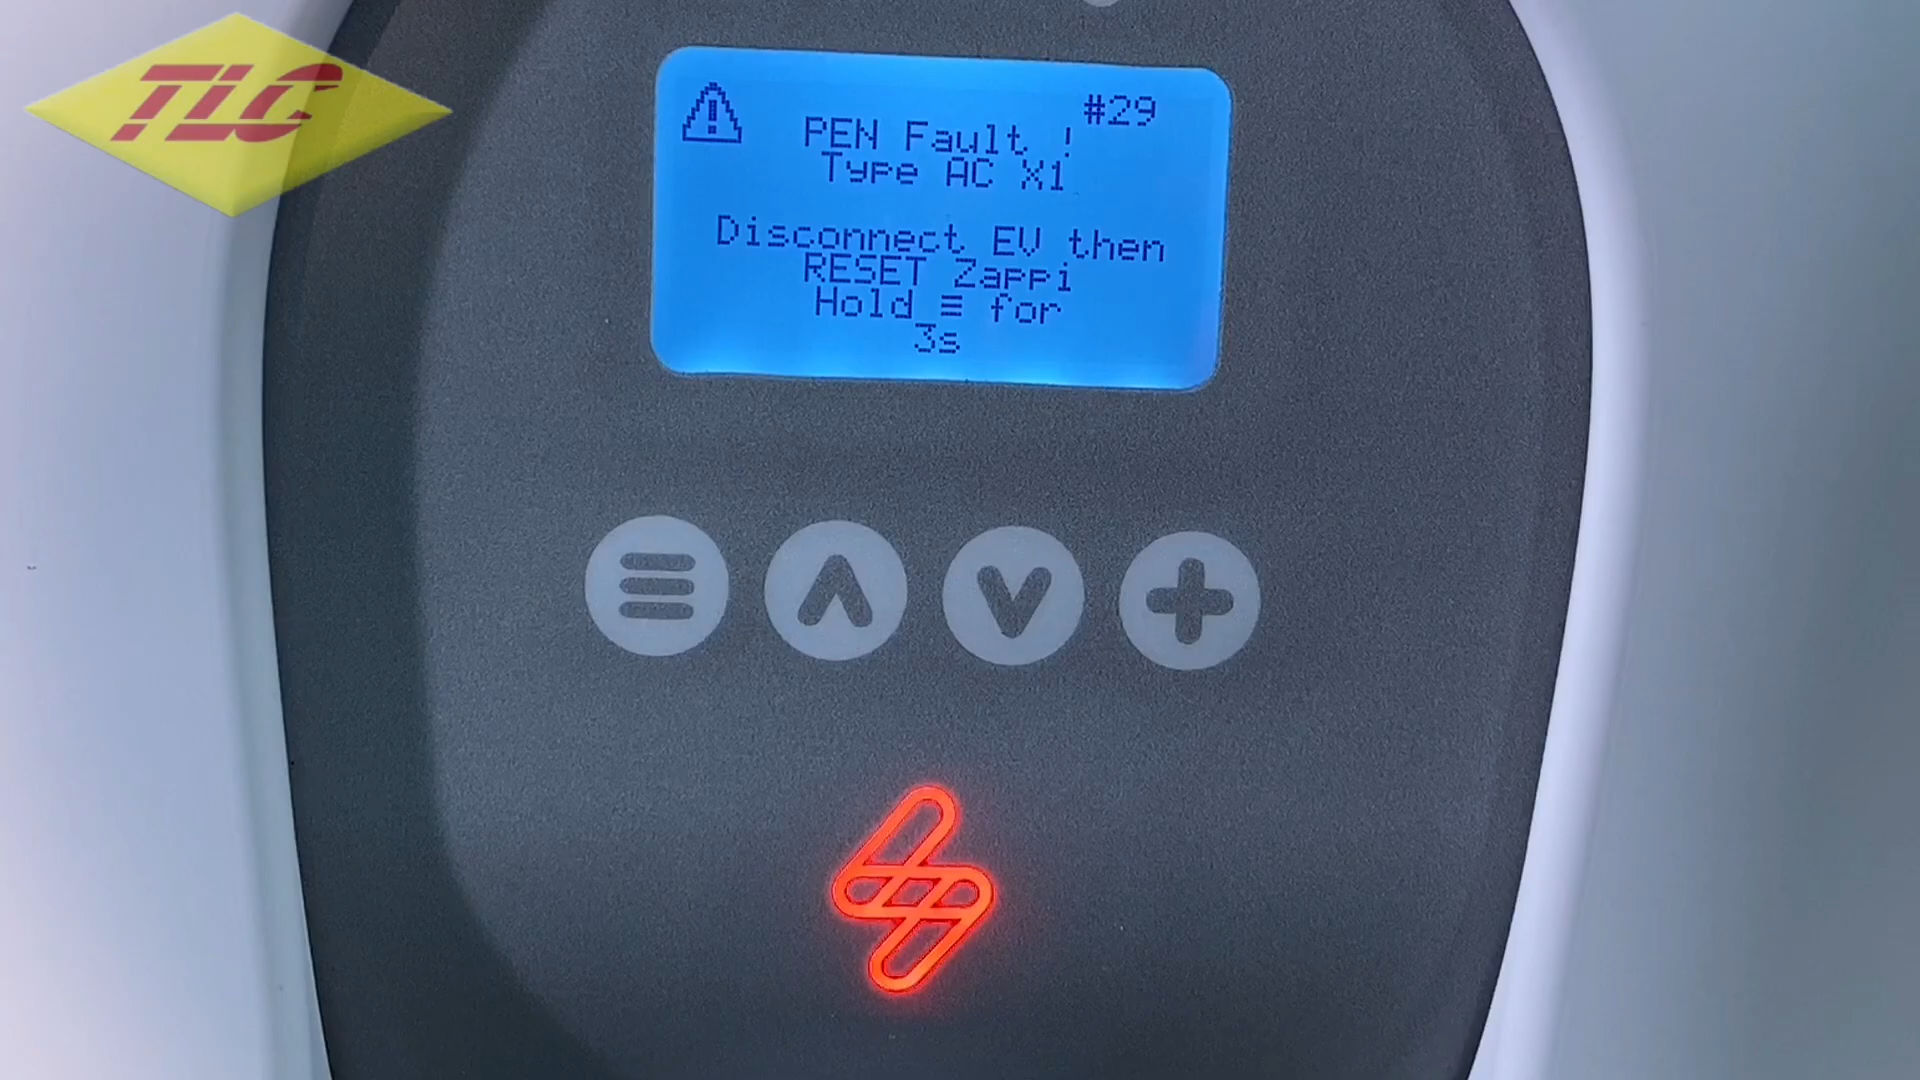 TLC
#29
PEN Fault !
Type AC X1
Disconnect EV then
RESET Zappi
Hold ≡ for
3s